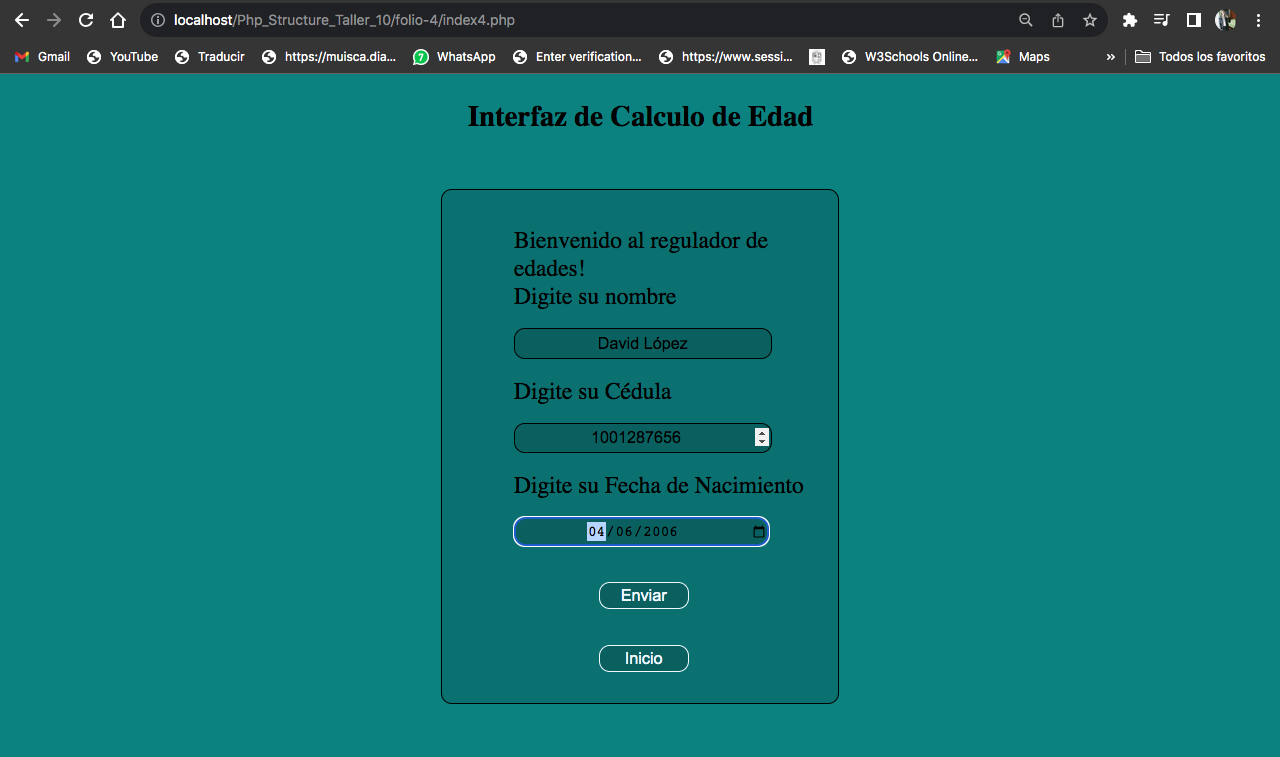 localhost/Php_Structure_Taller_10/folio-4/index4.php
Gmail YouTube Traducir https://muisca.dia... 7 WhatsApp Enter verification... https://www.sessi... W3Schools Online... Maps » Todos los favoritos
Interfaz de Calculo de Edad
Bienvenido al regulador de
edades!
Digite su nombre
David López
Digite su Cédula
1001287656
Digite su Fecha de Nacimiento
04/06/2006
Enviar
Inicio